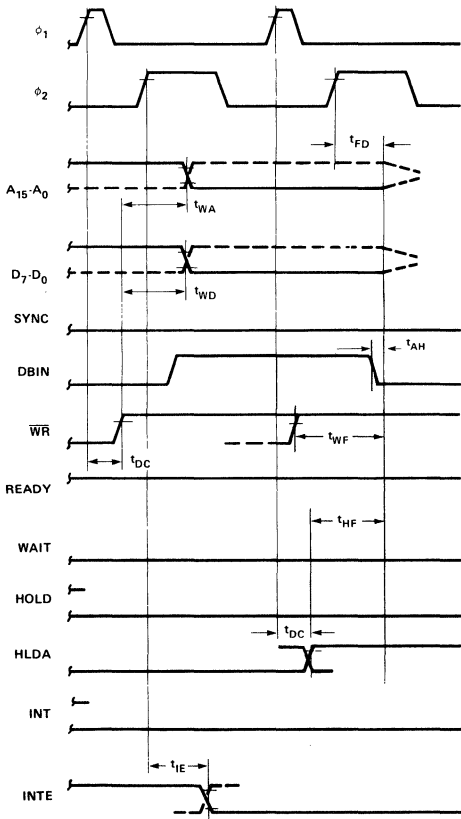 ϕ1
ϕ2
tFD
A15-A0
tWA
D7-D0
tWD
SYNC
tAH
DBIN
WR
tWF
tDC
READY
tHF
WAIT
HOLD
tDC
HLDA
INT
tIE
INTE